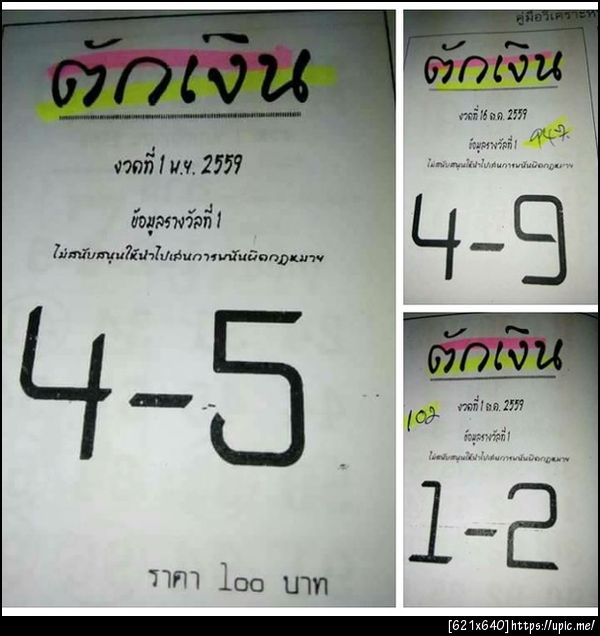 ตักเงิน
งวดที่ 1 พ.ย. 2559
ข้อมูลรางวัลที่ 1
ไม่สนับสนุนให้นำไปเล่นการพนันผิดกฎหมาย
4-5
ราคา 100 บาท
คู่มือวิเคราะห์
ตักเงิน
งวดที่ 16 ต.ค. 2559
947
ข้อมูลรางวัลที่ 1
ไม่สนับสนุนให้นำไปเล่นการพนันผิดกฎหมาย
4-9
ตักเงิน
งวดที่ 1 ต.ค. 2559
102
ข้อมูลรางวัลที่ 1
ไม่สนับสนุนให้นำไปเล่นการพนันผิดกฎหมาย
1-2
[621x640]https://upic.me/